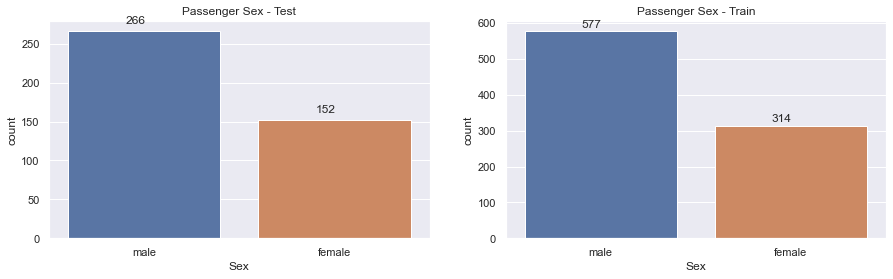 Passenger Sex - Test
266
152
250
200
150
100
50
0
count
male female
Sex
Passenger Sex - Train
577
314
600
500
400
300
200
100
0
count
male female
Sex